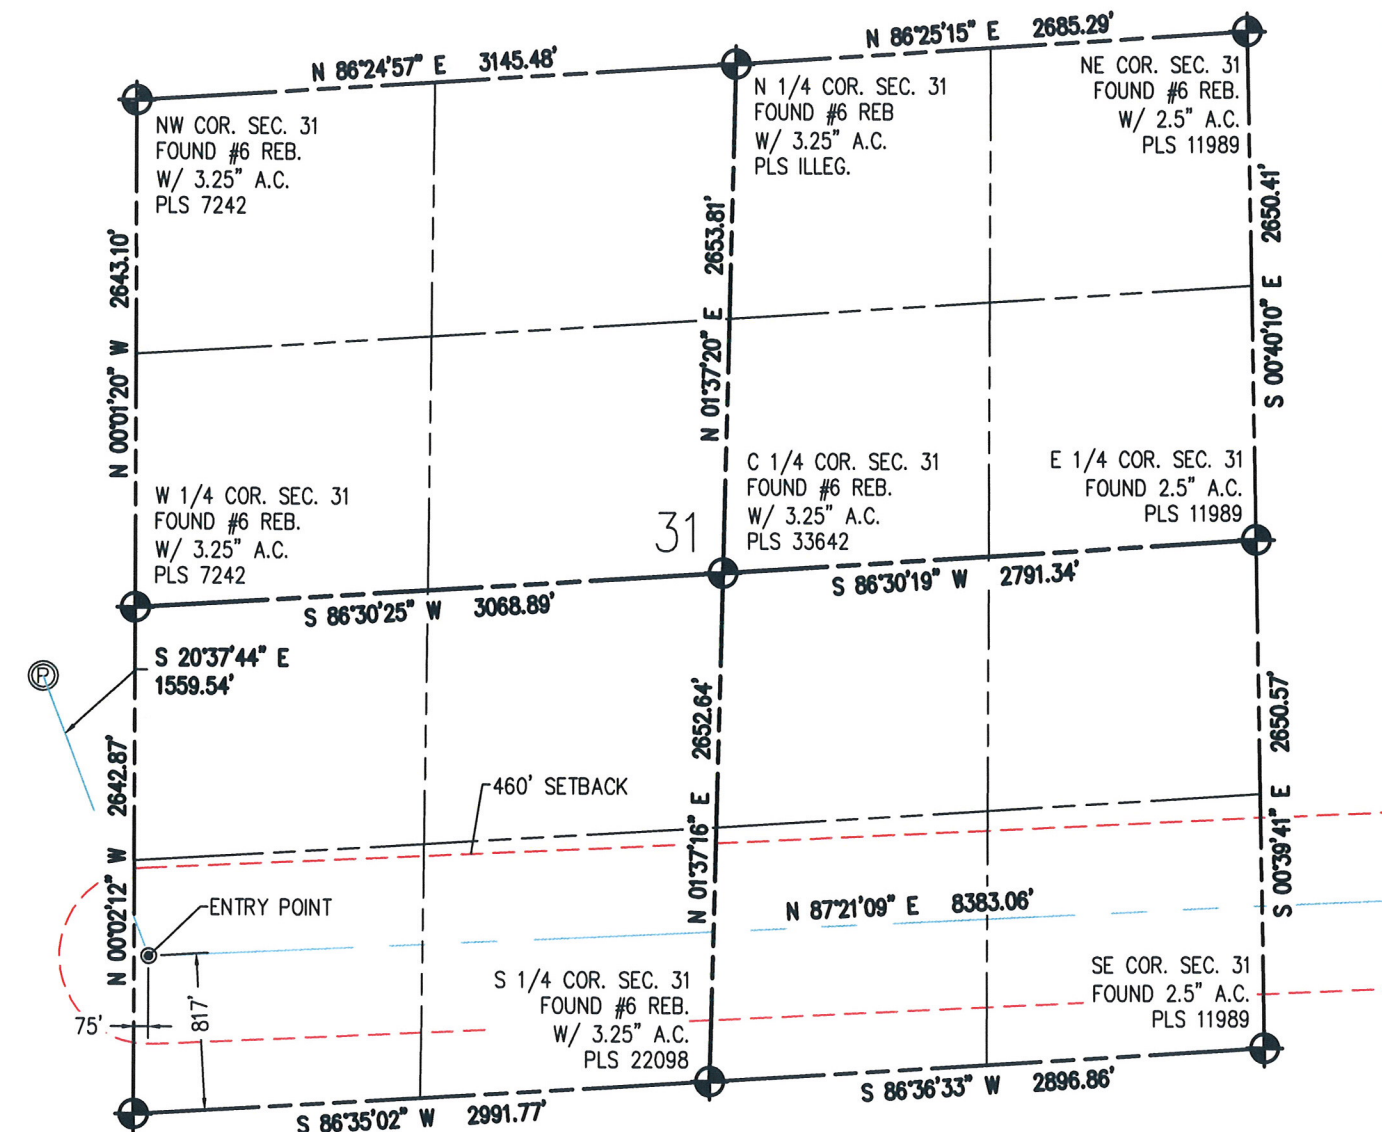 N 86°24'57" E 3145.48'
N 86°25'15" E 2685.29'
NW COR. SEC. 31
FOUND #6 REB.
W/ 3.25" A.C.
PLS 7242
N 1/4 COR. SEC. 31
FOUND #6 REB
W/ 3.25" A.C.
PLS ILLEG.
NE COR. SEC. 31
FOUND #6 REB.
W/ 2.5" A.C.
PLS 11989
N 00°01'20" W 2643.10'
N 01°37'20" E 2653.81'
S 00°40'10" E 2650.41'
W 1/4 COR. SEC. 31
FOUND #6 REB.
W/ 3.25" A.C.
PLS 7242
31
C 1/4 COR. SEC. 31
FOUND #6 REB.
W/ 3.25" A.C.
PLS 33642
E 1/4 COR. SEC. 31
FOUND 2.5" A.C.
PLS 11989
S 86°30'25" W 3068.89'
S 86°30'19" W 2791.34'
P
S 20°37'44" E
1559.54'
N 00°02'12" W 2642.87'
N 01°37'16" E 2652.64'
S 00°39'41" E 2650.57'
460' SETBACK
ENTRY POINT
N 87°21'09" E 8383.06'
75'
817'
S 1/4 COR. SEC. 31
FOUND #6 REB.
W/ 3.25" A.C.
PLS 22098
SE COR. SEC. 31
FOUND 2.5" A.C.
PLS 11989
S 86°35'02" W 2991.77'
S 86°36'33" W 2896.86'